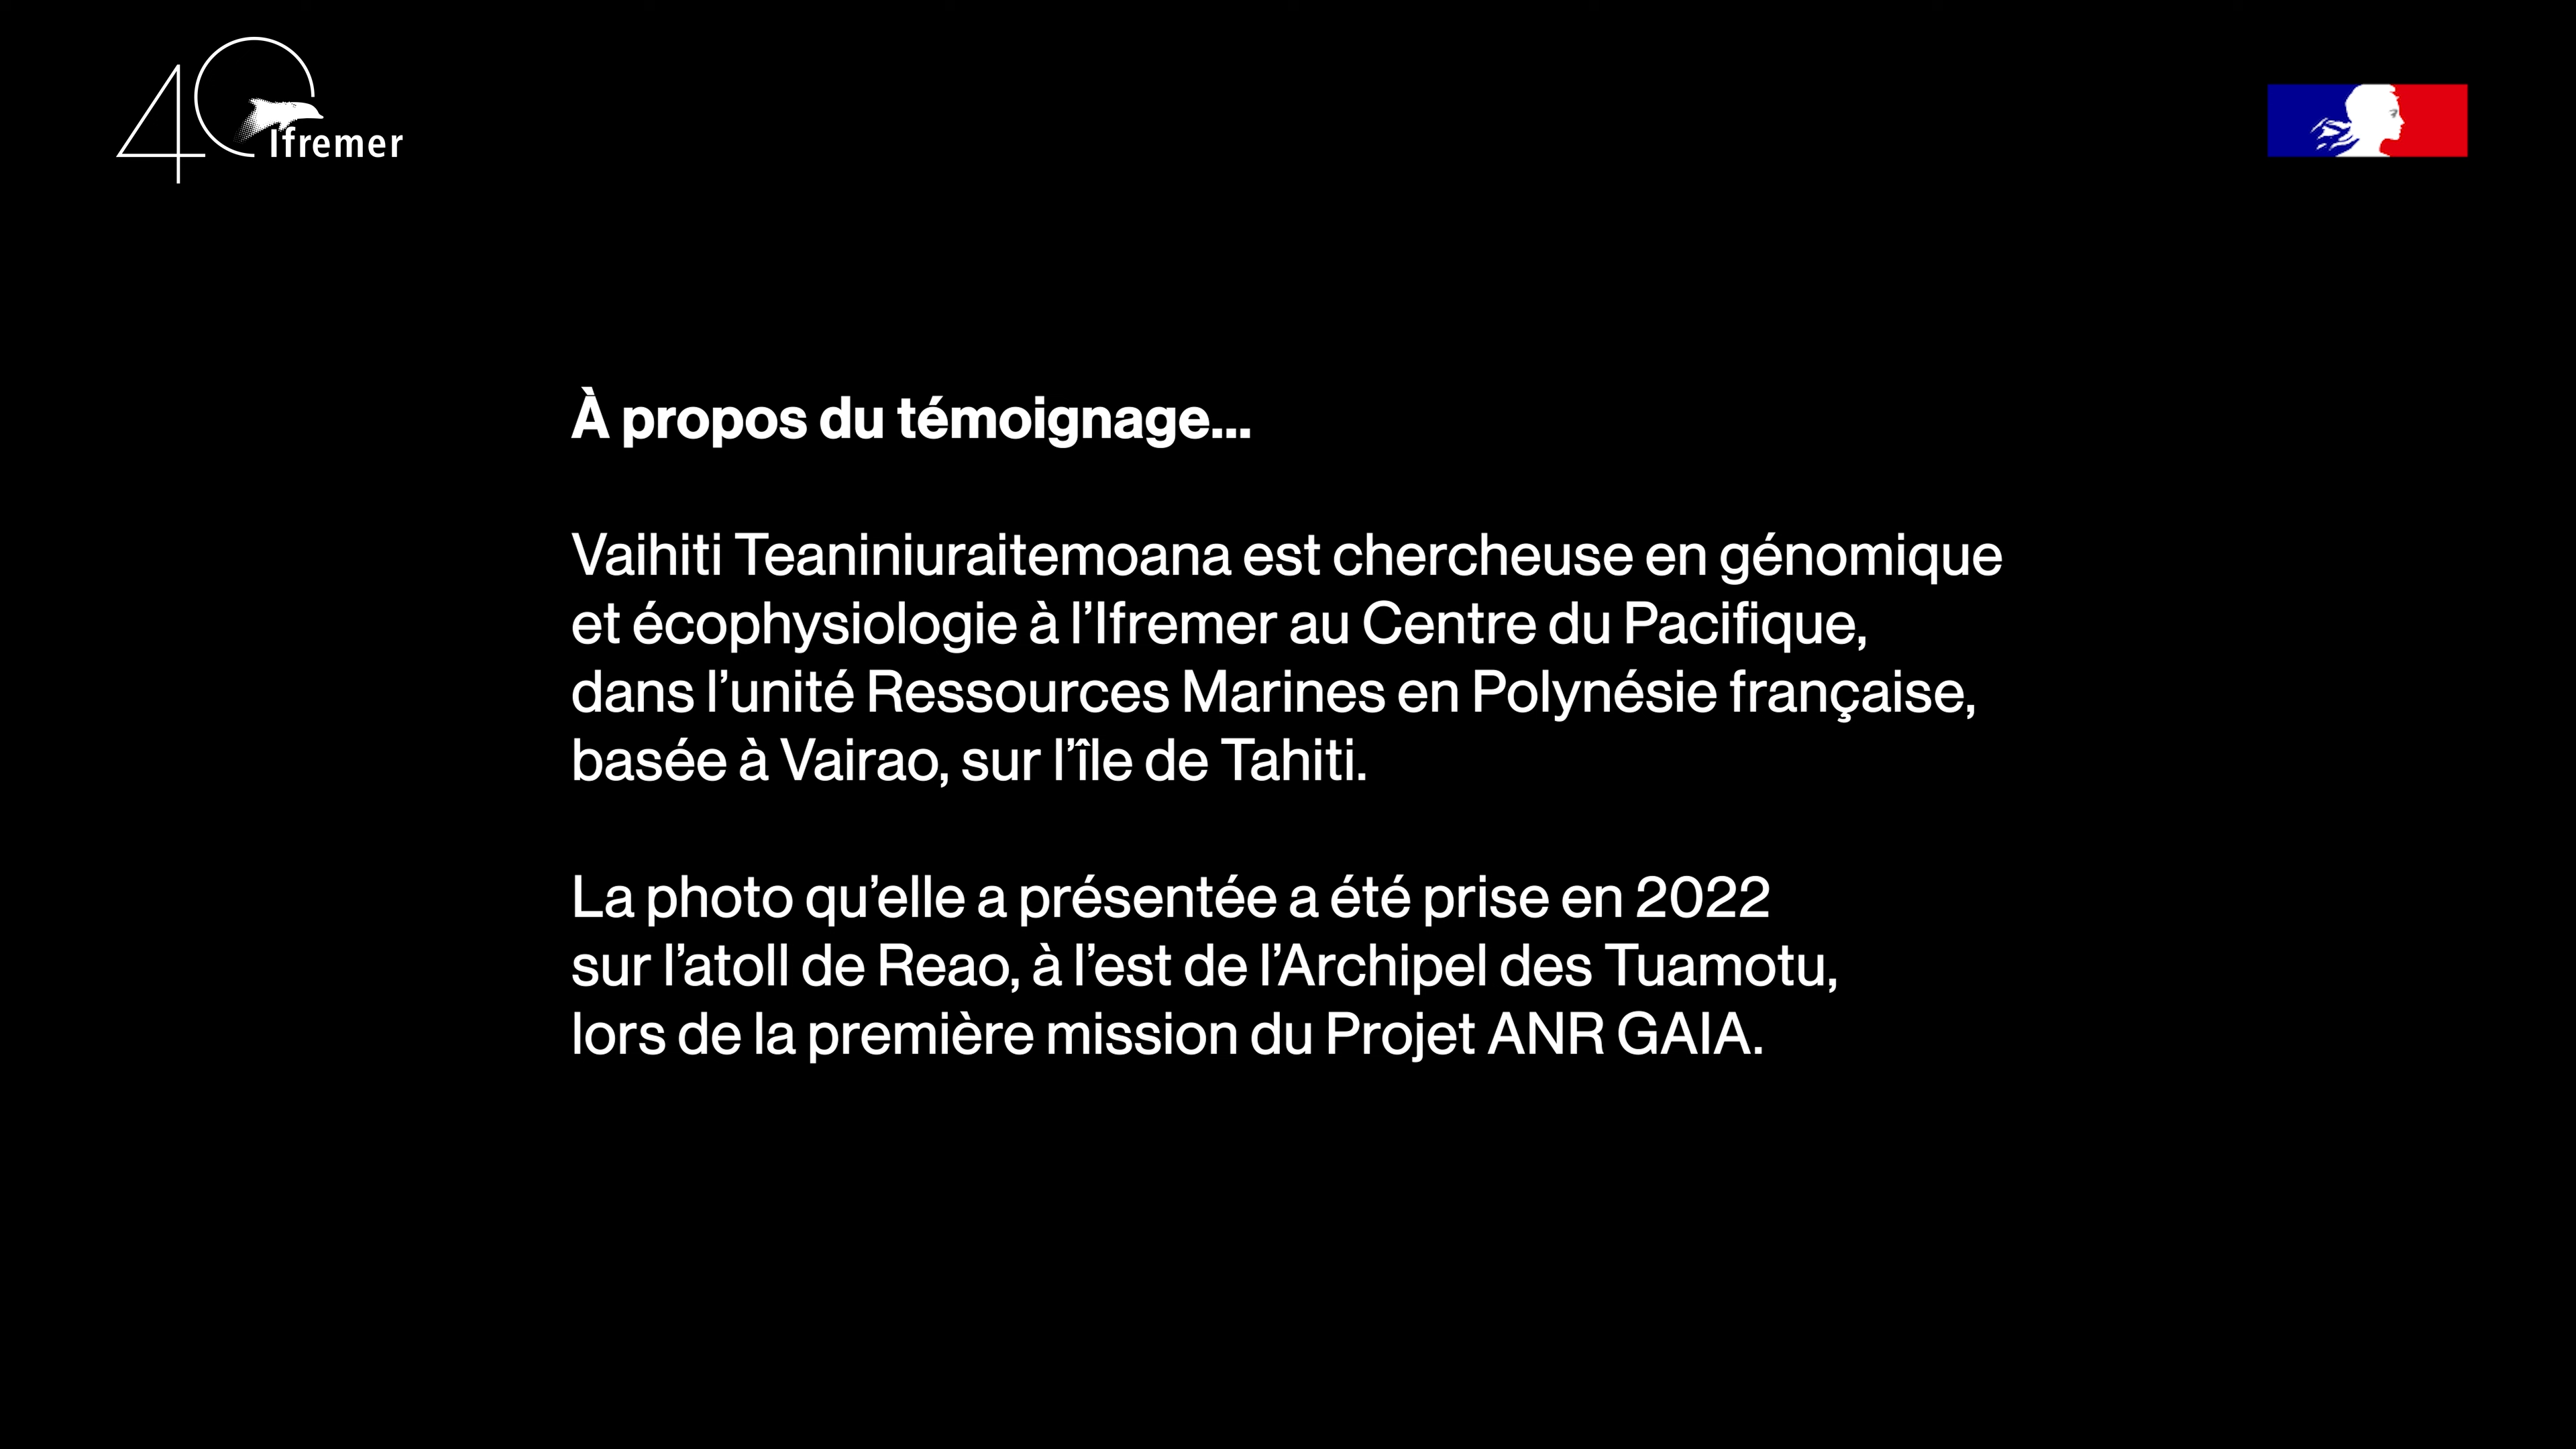 40
Ifremer
À propos du témoignage...
Vaihiti Teaniniuraitemoana est chercheuse en génomique
et écophysiologie à l’Ifremer au Centre du Pacifique,
dans l’unité Ressources Marines en Polynésie française,
basée à Vairao, sur l’île de Tahiti.
La photo qu’elle a présentée a été prise en 2022
sur l’atoll de Reao, à l’est de l’Archipel des Tuamotu,
lors de la première mission du Projet ANR GAIA.